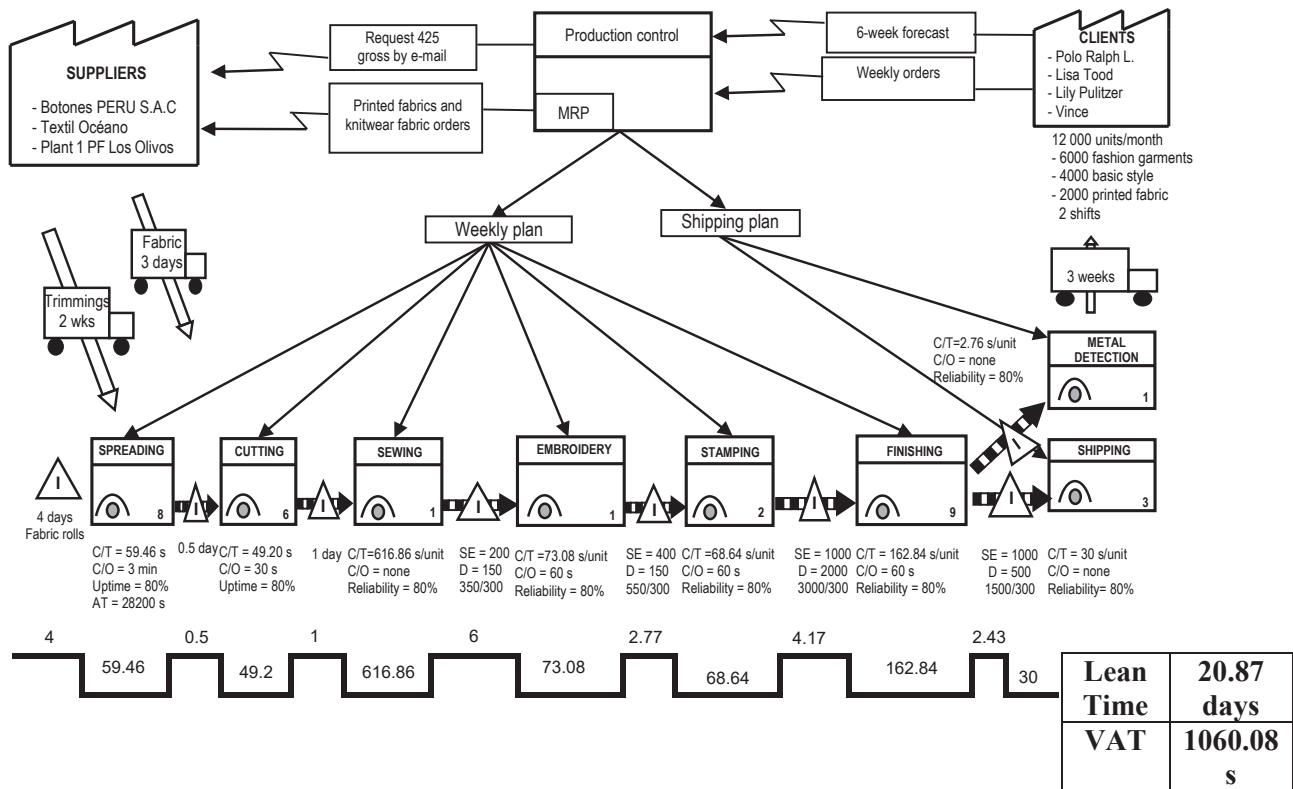 SUPPLIERS
- Botones PERU S.A.C
- Textil Océano
- Plant 1 PF Los Olivos
Request 425
gross by e-mail
Printed fabrics and
knitwear fabric orders
Production control
MRP
6-week forecast
Weekly orders
CLIENTS
- Polo Ralph L.
- Lisa Tood
- Lily Pulitzer
- Vince
12 000 units/month
- 6000 fashion garments
- 4000 basic style
- 2000 printed fabric
2 shifts
Weekly plan
Shipping plan
Fabric
3 days
Trimmings
2 wks
3 weeks
C/T=2.76 s/unit
C/O = none
Reliability = 80%
METAL
DETECTION
1
I
4 days
Fabric rolls
SPREADING
8
C/T = 59.46 s
C/O = 3 min
Uptime = 80%
AT = 28200 s
I
0.5 day
CUTTING
6
C/T = 49.20 s
C/O = 30 s
Uptime = 80%
I
1 day
SEWING
1
C/T=616.86 s/unit
C/O = none
Reliability = 80%
I
SE = 200
D = 150
350/300
EMBROIDERY
1
C/T =73.08 s/unit
C/O = 60 s
Reliability = 80%
I
SE = 400
D = 150
550/300
STAMPING
2
C/T = 68.64 s/unit
C/O = 60 s
Reliability = 80%
I
SE = 1000
D = 2000
3000/300
FINISHING
9
C/T = 162.84 s/unit
C/O = 60 s
Reliability = 80%
I
I
SE = 1000
D = 500
1500/300
SHIPPING
3
C/T = 30 s/unit
C/O = none
Reliability= 80%
4
0.5
1
6
2.77
4.17
2.43
59.46
49.2
616.86
73.08
68.64
162.84
30
Lean
Time
20.87
days
VAT
1060.08
s